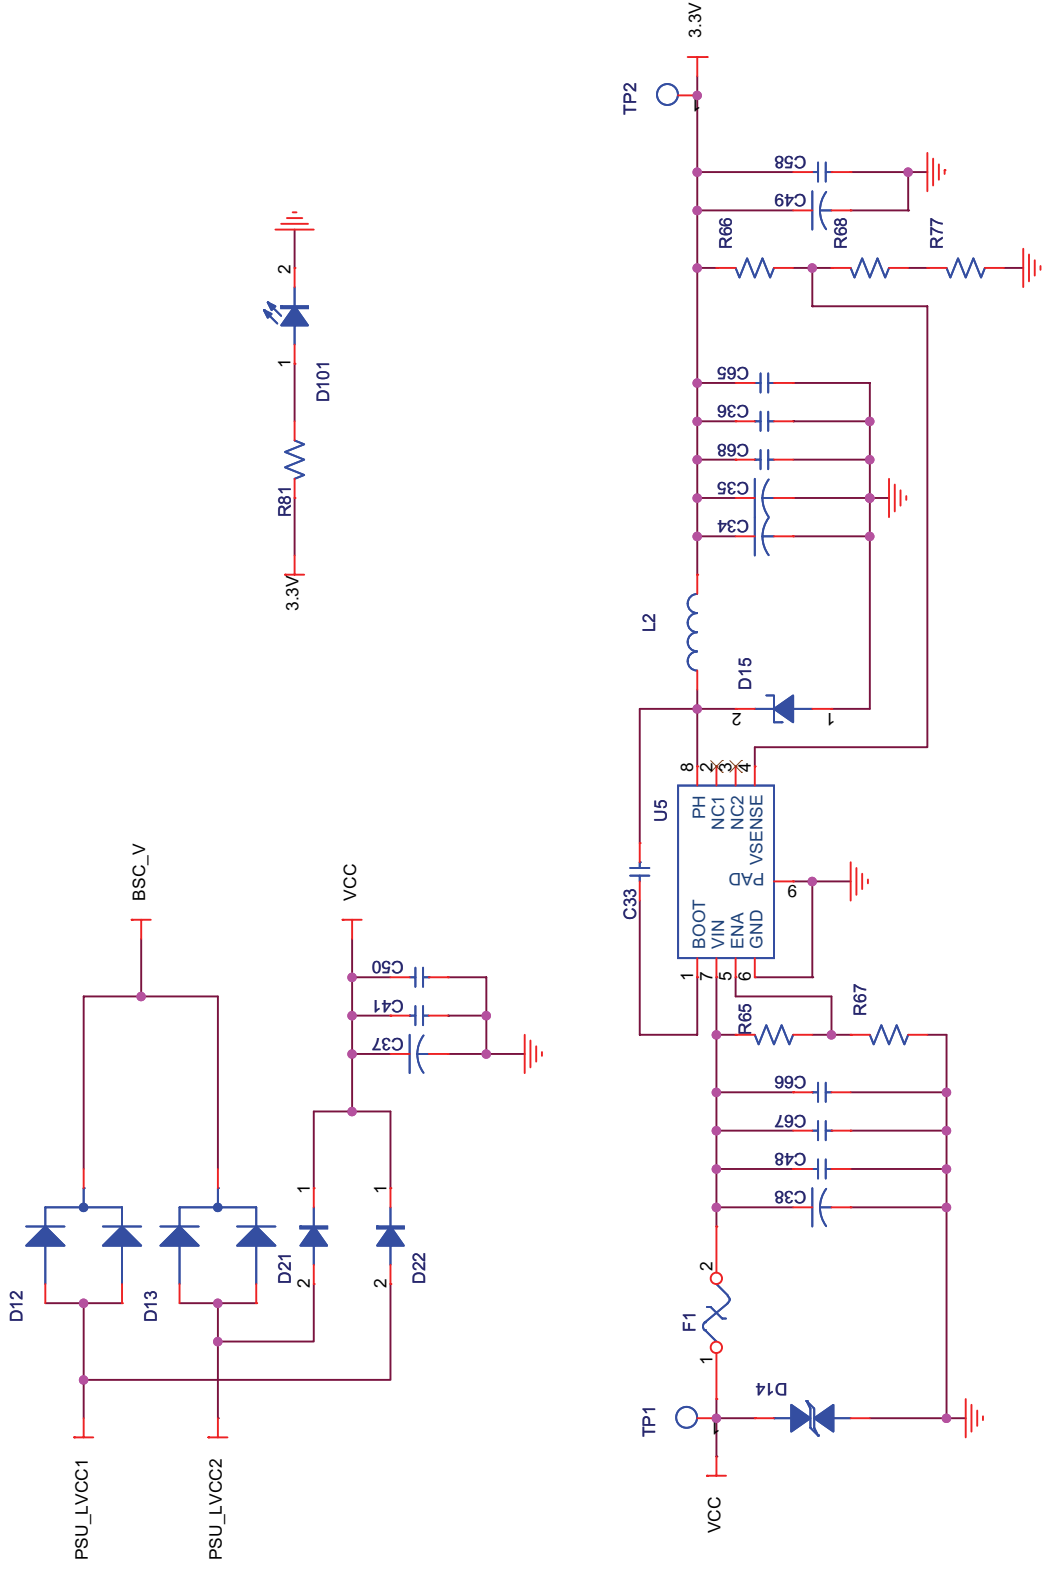 PSU_LVCC1
PSU_LVCC2
D12
D13
D21
2
1
D22
2
1
BSC_V
VCC
C37
C41
C50
3.3V
R81
1
D101
2
VCC
TP1
1
D14
F1
1
2
C38
C48
C67
C66
R65
R67
U5
1
BOOT
7
VIN
5
ENA
6
GND
PAD
9
PH
8
NC1
2
NC2
3
VSENSE
4
C33
D15
2
1
L2
C34
C35
C68
C36
C65
R66
R68
R77
C49
C58
TP2
1
3.3V